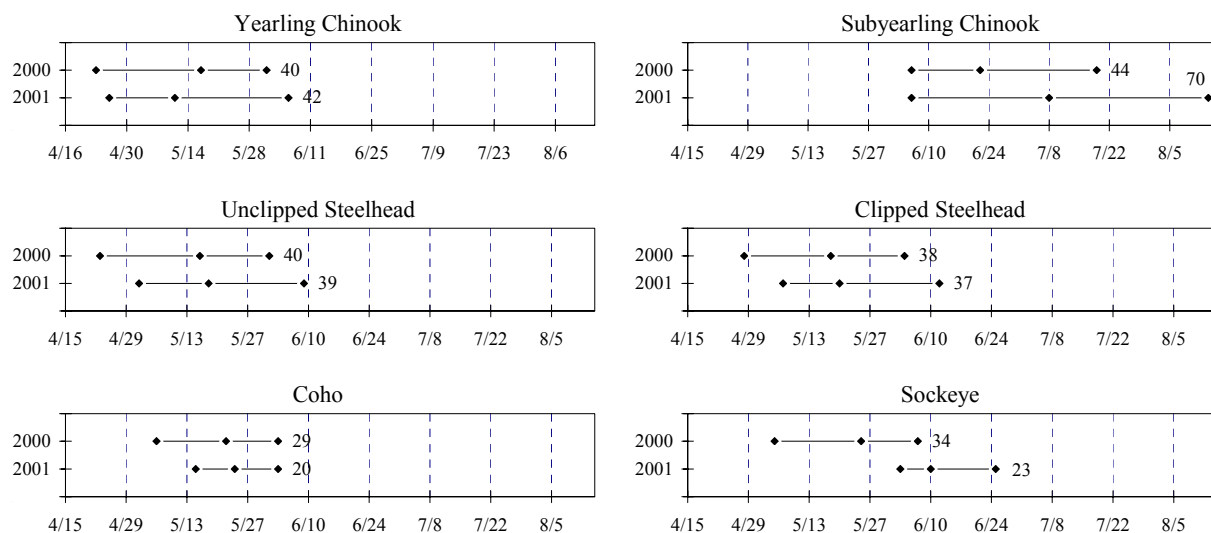 Yearling Chinook
2000 40
2001 42
4/16 4/30 5/14 5/28 6/11 6/25 7/9 7/23 8/6
Subyearling Chinook
2000 44
2001 70
4/15 4/29 5/13 5/27 6/10 6/24 7/8 7/22 8/5
Unclipped Steelhead
2000 40
2001 39
4/15 4/29 5/13 5/27 6/10 6/24 7/8 7/22 8/5
Clipped Steelhead
2000 38
2001 37
4/15 4/29 5/13 5/27 6/10 6/24 7/8 7/22 8/5
Coho
2000 29
2001 20
4/15 4/29 5/13 5/27 6/10 6/24 7/8 7/22 8/5
Sockeye
2000 34
2001 23
4/15 4/29 5/13 5/27 6/10 6/24 7/8 7/22 8/5